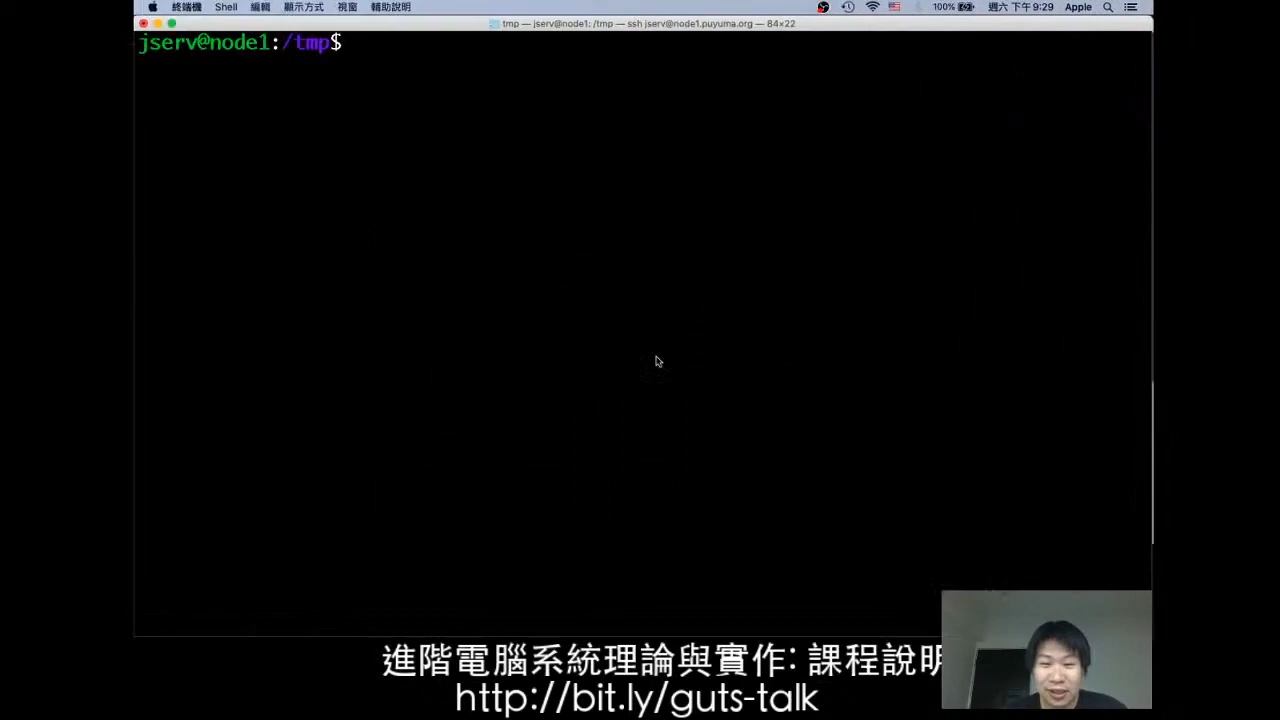 終端機 Shell 編輯 顯示方式 視窗 輔助說明 100% 週六 下午 9:29 Apple
tmp — jserv@node1: /tmp — ssh jserv@node1.puyuma.org — 84×22
jserv@node1:/tmp$
進階電腦系統理論與實作: 課程說明
http://bit.ly/guts-talk